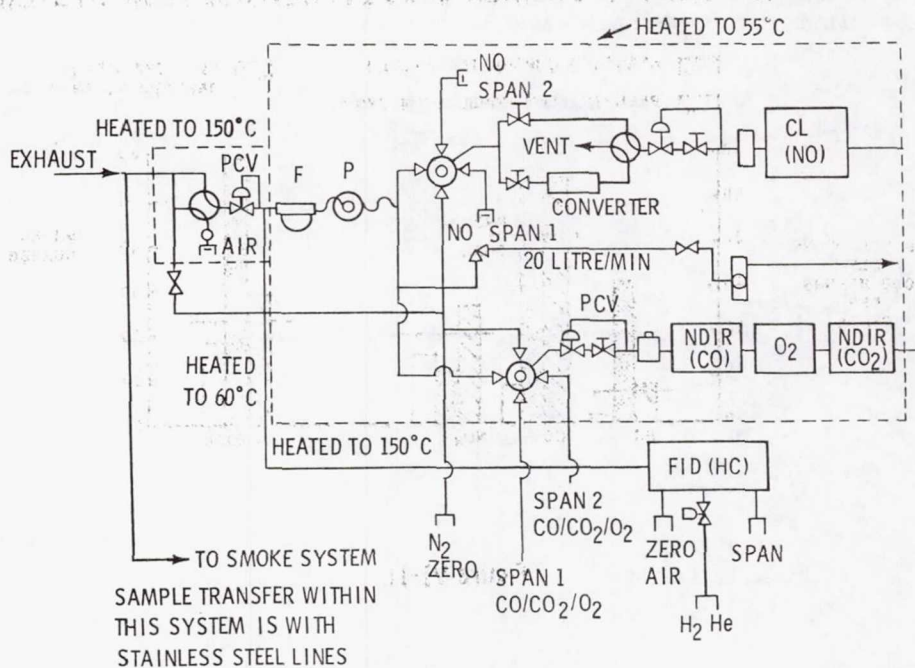 HEATED TO 55°C
NO
SPAN 2
HEATED TO 150°C
EXHAUST
PCV
F
P
VENT
CL
(NO)
CONVERTER
AIR
NO SPAN 1
20 LITRE/MIN
PCV
NDIR
(CO)
O2
NDIR
(CO2)
HEATED
TO 60°C
HEATED TO 150°C
FID (HC)
SPAN 2
CO/CO2/O2
N2
ZERO
ZERO
AIR
SPAN
SPAN 1
CO/CO2/O2
H2 He
TO SMOKE SYSTEM
SAMPLE TRANSFER WITHIN
THIS SYSTEM IS WITH
STAINLESS STEEL LINES